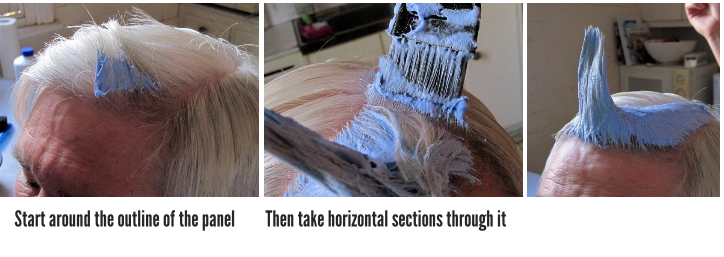 Start around the outline of the panel
Then take horizontal sections through it